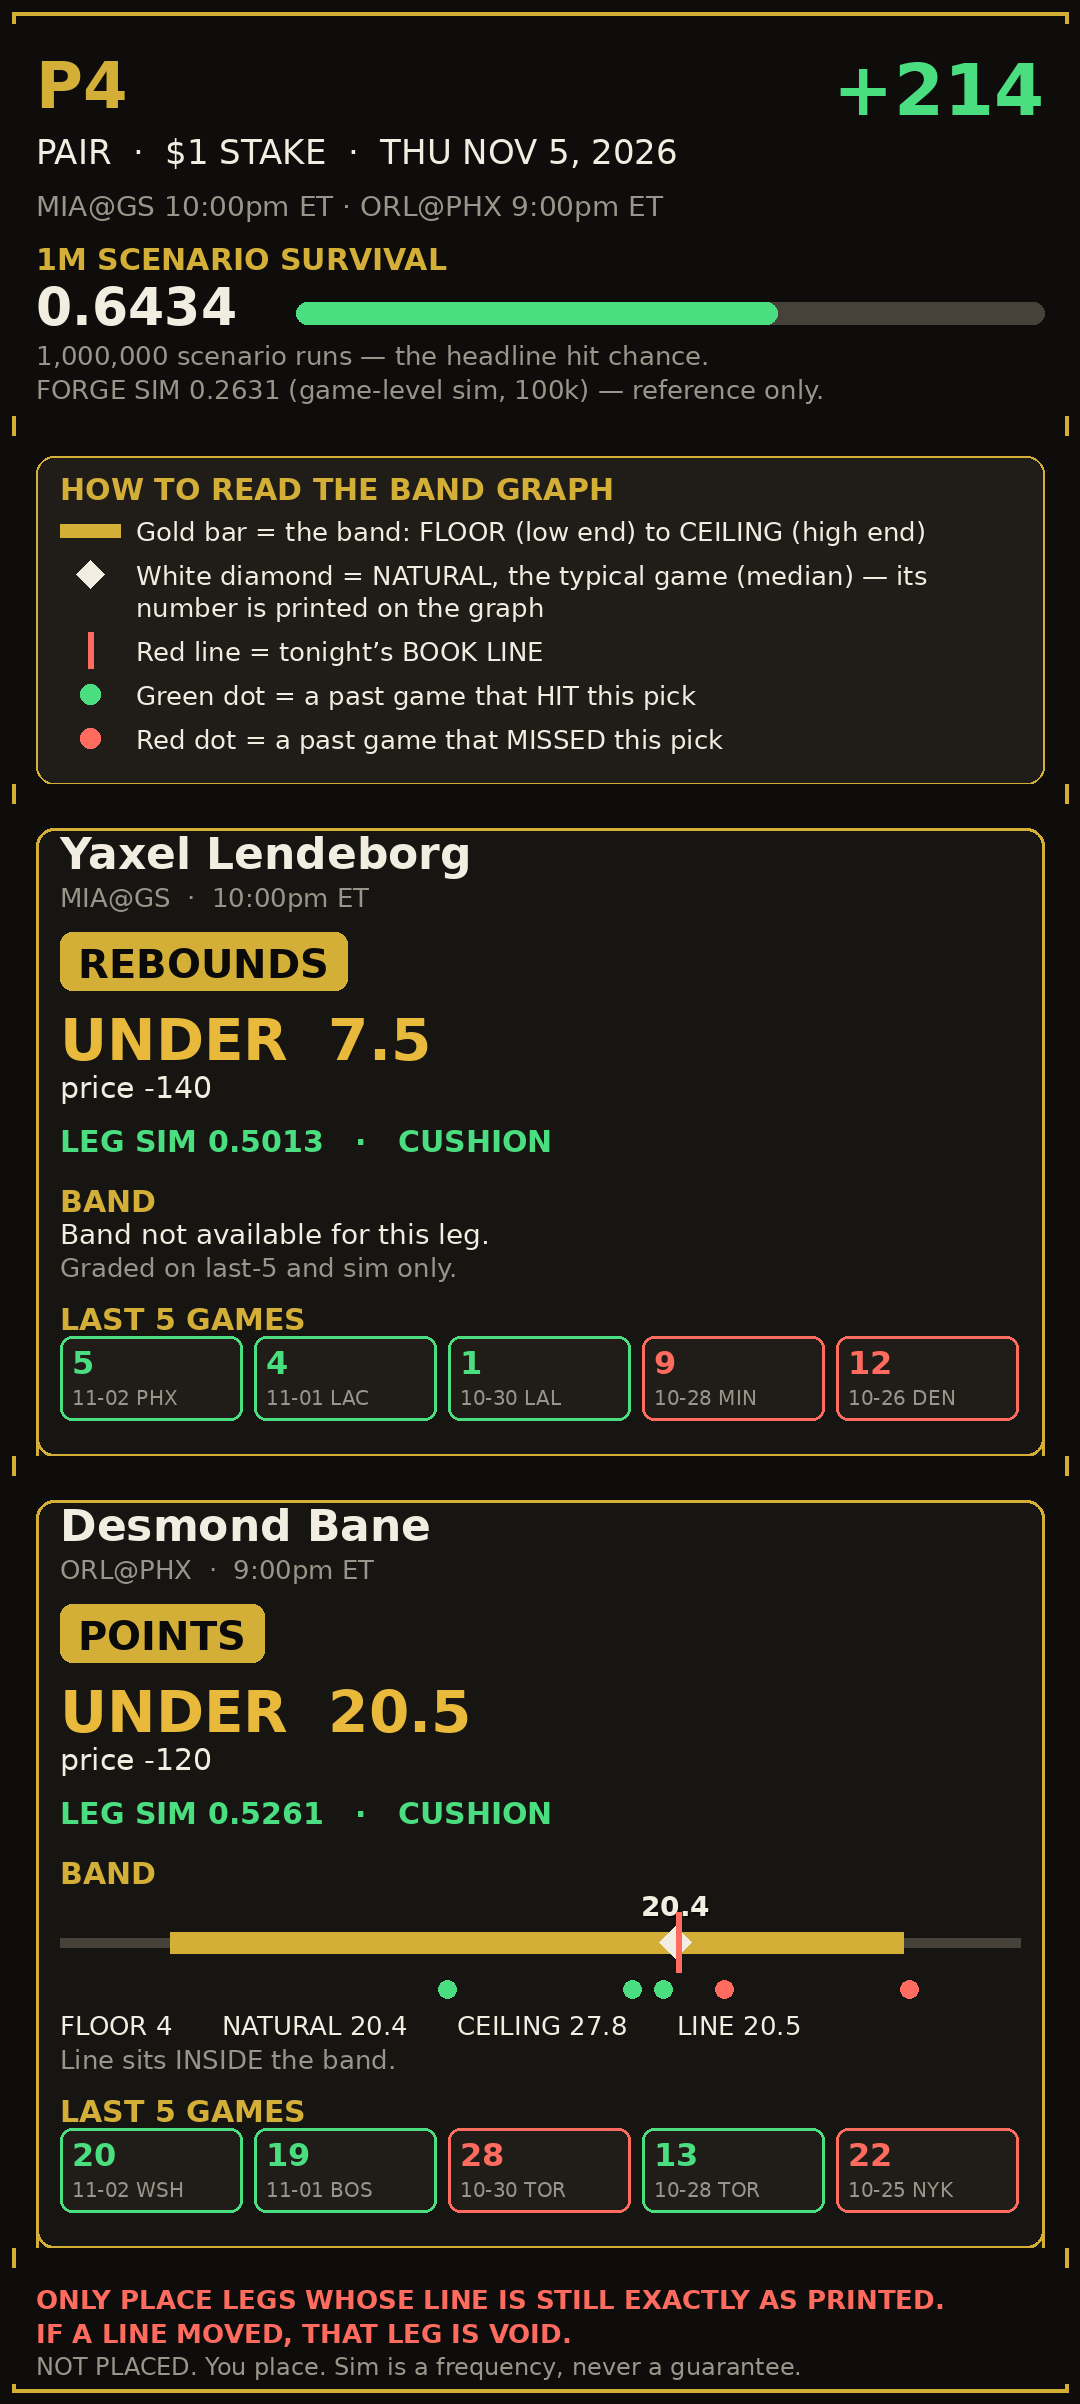 P4
+214
PAIR · $1 STAKE · THU NOV 5, 2026
MIA@GS 10:00pm ET · ORL@PHX 9:00pm ET
1M SCENARIO SURVIVAL
0.6434
1,000,000 scenario runs — the headline hit chance.
FORGE SIM 0.2631 (game-level sim, 100k) — reference only.
HOW TO READ THE BAND GRAPH
Gold bar = the band: FLOOR (low end) to CEILING (high end)
White diamond = NATURAL, the typical game (median) — its
number is printed on the graph
Red line = tonight’s BOOK LINE
Green dot = a past game that HIT this pick
Red dot = a past game that MISSED this pick
Yaxel Lendeborg
MIA@GS · 10:00pm ET
REBOUNDS
UNDER 7.5
price -140
LEG SIM 0.5013 · CUSHION
BAND
Band not available for this leg.
Graded on last-5 and sim only.
LAST 5 GAMES
5 4 1 9 12
11-02 PHX 11-01 LAC 10-30 LAL 10-28 MIN 10-26 DEN
Desmond Bane
ORL@PHX · 9:00pm ET
POINTS
UNDER 20.5
price -120
LEG SIM 0.5261 · CUSHION
BAND
20.4
FLOOR 4 NATURAL 20.4 CEILING 27.8 LINE 20.5
Line sits INSIDE the band.
LAST 5 GAMES
20 19 28 13 22
11-02 WSH 11-01 BOS 10-30 TOR 10-28 TOR 10-25 NYK
ONLY PLACE LEGS WHOSE LINE IS STILL EXACTLY AS PRINTED.
IF A LINE MOVED, THAT LEG IS VOID.
NOT PLACED. You place. Sim is a frequency, never a guarantee.